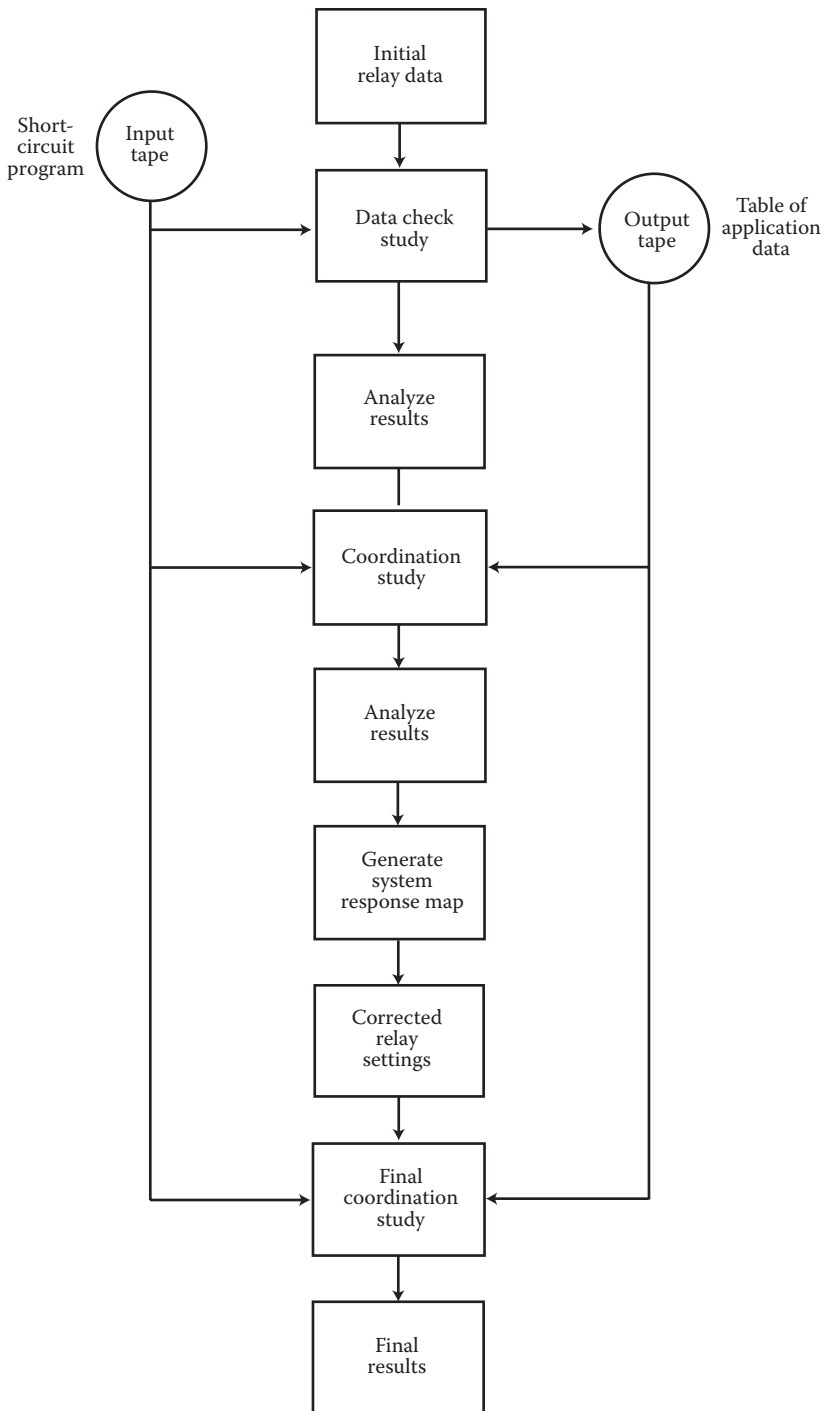 Initial
relay data
Short-
circuit
program
Input
tape
Data check
study
Output
tape
Table of
application
data
Analyze
results
Coordination
study
Analyze
results
Generate
system
response map
Corrected
relay
settings
Final
coordination
study
Final
results